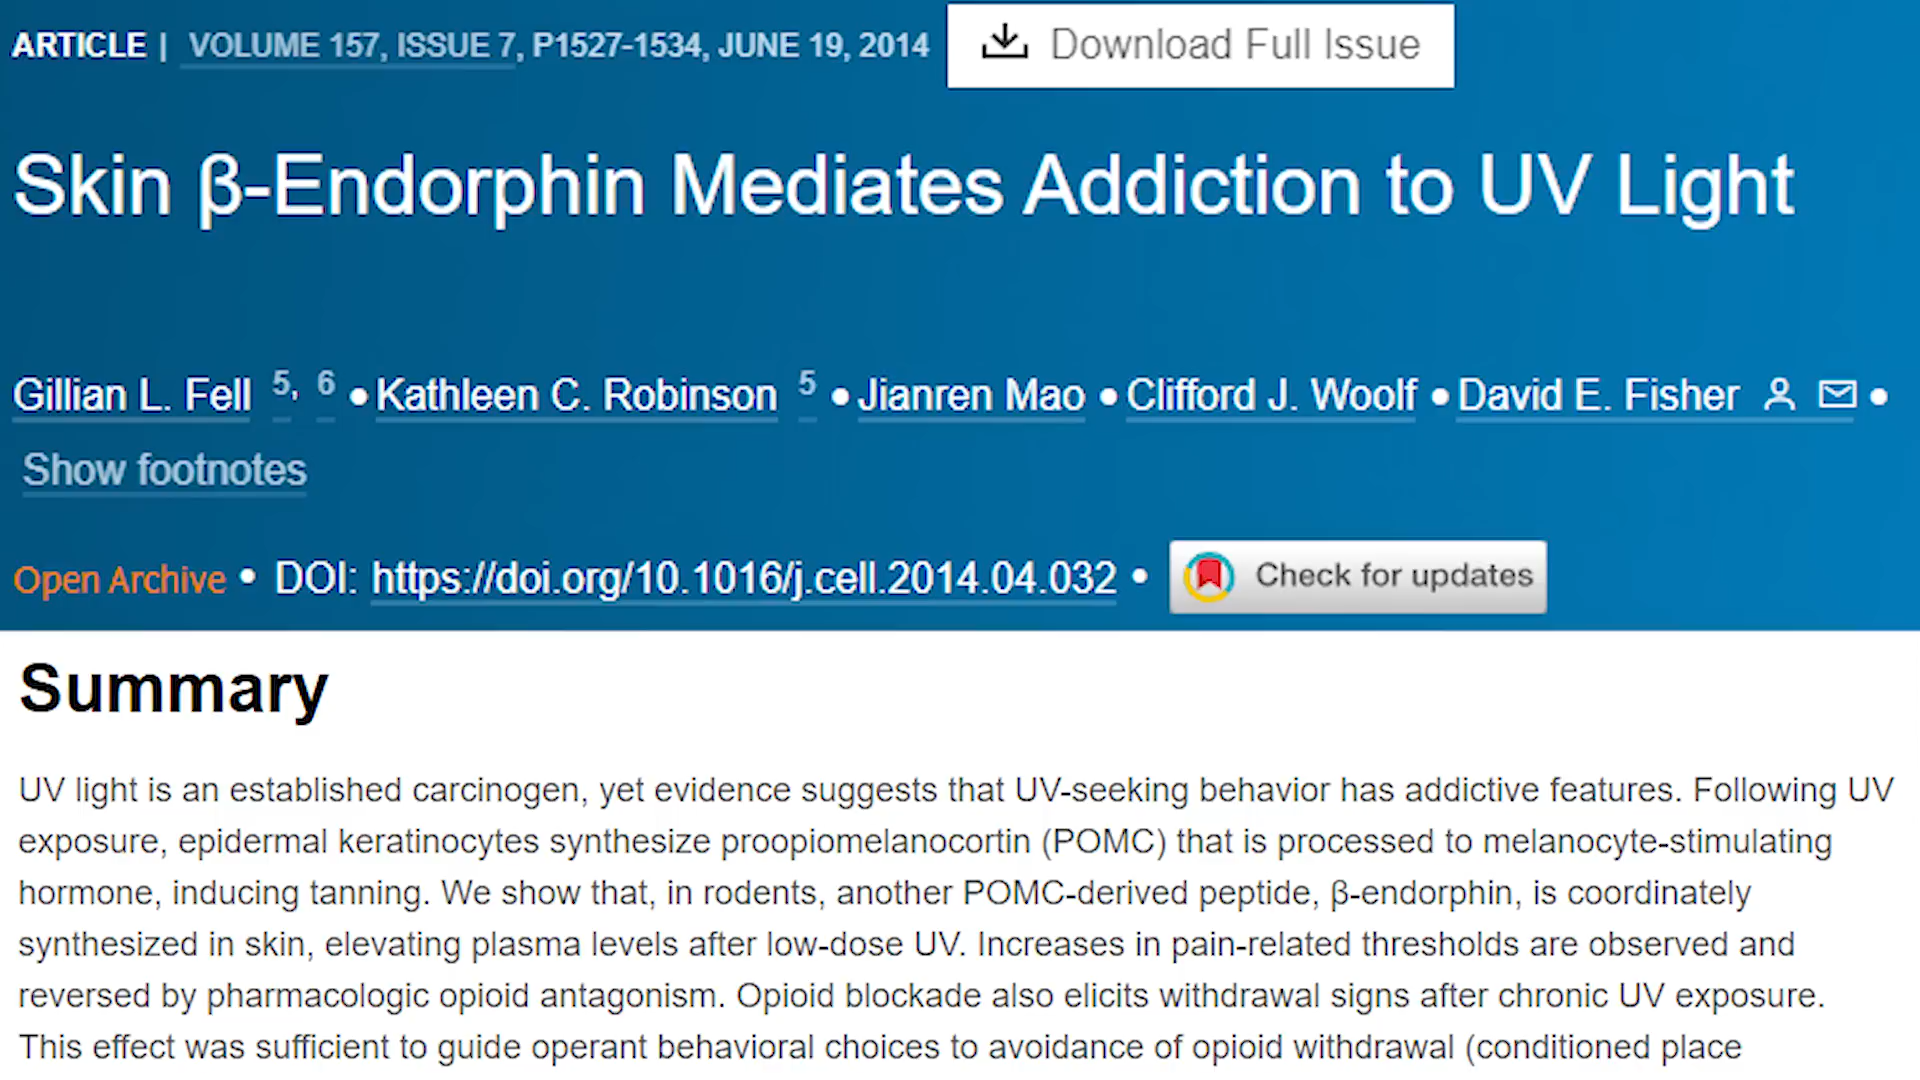 ARTICLE | VOLUME 157, ISSUE 7, P1527-1534, JUNE 19, 2014 Download Full Issue
Skin β-Endorphin Mediates Addiction to UV Light
Gillian L. Fell 5, 6 • Kathleen C. Robinson 5 • Jianren Mao • Clifford J. Woolf • David E. Fisher •
Show footnotes
Open Archive • DOI: https://doi.org/10.1016/j.cell.2014.04.032 • Check for updates
Summary
UV light is an established carcinogen, yet evidence suggests that UV-seeking behavior has addictive features. Following UV
exposure, epidermal keratinocytes synthesize proopiomelanocortin (POMC) that is processed to melanocyte-stimulating
hormone, inducing tanning. We show that, in rodents, another POMC-derived peptide, β-endorphin, is coordinately
synthesized in skin, elevating plasma levels after low-dose UV. Increases in pain-related thresholds are observed and
reversed by pharmacologic opioid antagonism. Opioid blockade also elicits withdrawal signs after chronic UV exposure.
This effect was sufficient to guide operant behavioral choices to avoidance of opioid withdrawal (conditioned place